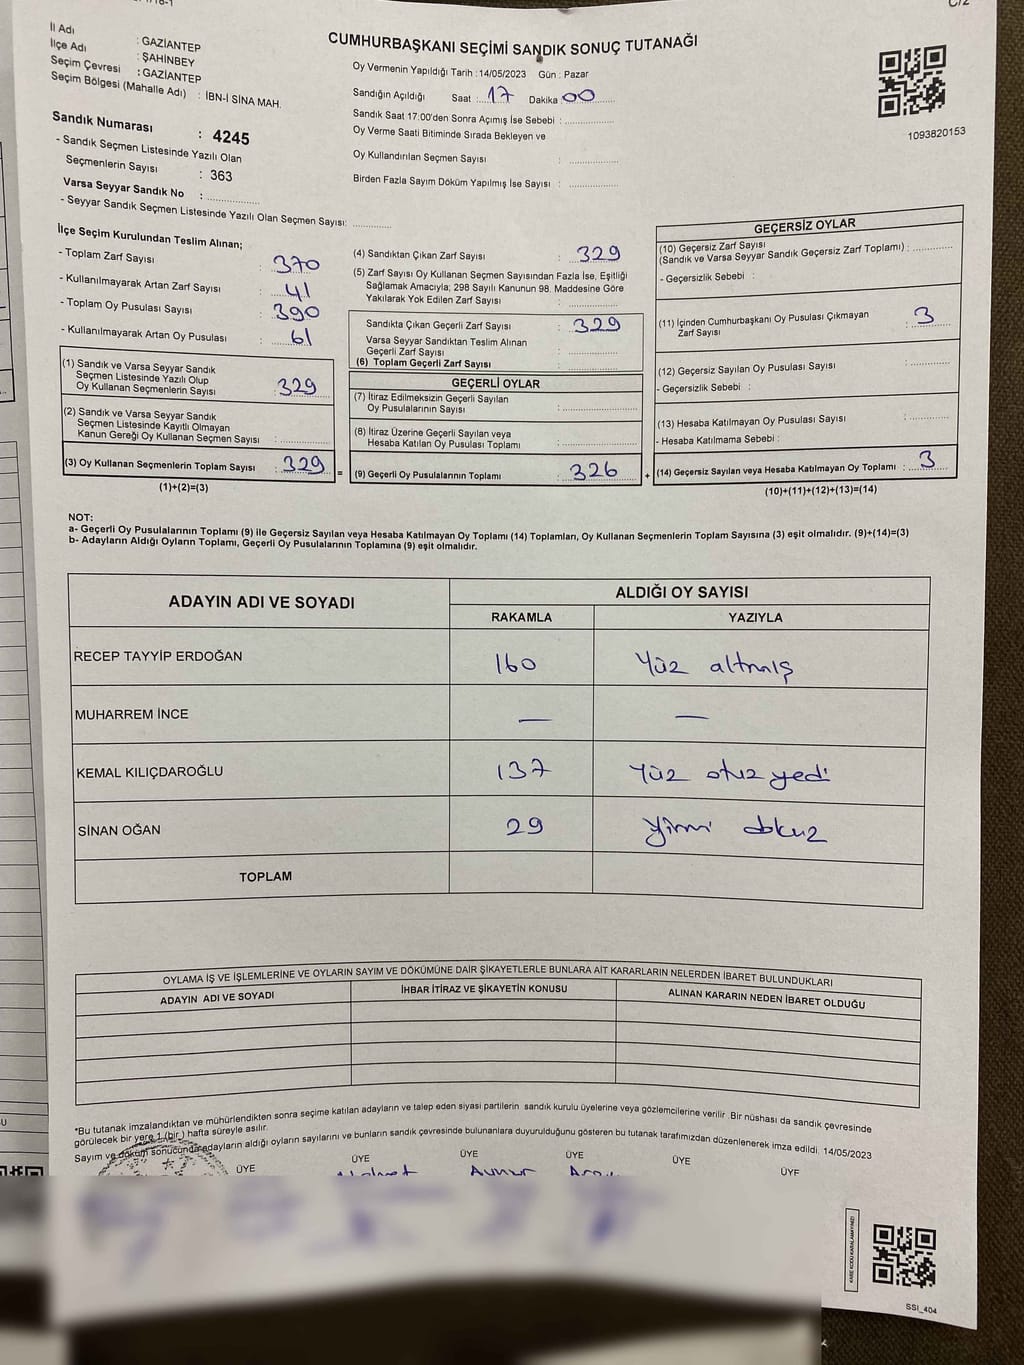 C/2
İl Adı : GAZİANTEP
İlçe Adı : ŞAHİNBEY
Seçim Çevresi : GAZİANTEP
Seçim Bölgesi (Mahalle Adı) : İBN-İ SİNA MAH.
Sandık Numarası : 4245
- Sandık Seçmen Listesinde Yazılı Olan
Seçmenlerin Sayısı : 363
Varsa Seyyar Sandık No :
- Seyyar Sandık Seçmen Listesinde Yazılı Olan Seçmen Sayısı:
CUMHURBAŞKANI SEÇİMİ SANDIK SONUÇ TUTANAĞI
Oy Vermenin Yapıldığı Tarih :14/05/2023 Gün : Pazar
Sandığın Açıldığı Saat : 17 Dakika : 00
Sandık Saat 17:00'den Sonra Açımış İse Sebebi :
Oy Verme Saati Bitiminde Sırada Bekleyen ve
Oy Kullandırılan Seçmen Sayısı :
Birden Fazla Sayım Döküm Yapılmış İse Sayısı :
1093820153
İlçe Seçim Kurulundan Teslim Alınan;
- Toplam Zarf Sayısı : 370
- Kullanılmayarak Artan Zarf Sayısı : 41
- Toplam Oy Pusulası Sayısı : 390
- Kullanılmayarak Artan Oy Pusulası : 61
(1) Sandık ve Varsa Seyyar Sandık
Seçmen Listesinde Yazılı Olup
Oy Kullanan Seçmenlerin Sayısı : 329
(2) Sandık ve Varsa Seyyar Sandık
Seçmen Listesinde Kayıtlı Olmayan
Kanun Gereği Oy Kullanan Seçmen Sayısı :
(3) Oy Kullanan Seçmenlerin Toplam Sayısı : 329
(1)+(2)=(3)
(4) Sandıktan Çıkan Zarf Sayısı : 329
(5) Zarf Sayısı Oy Kullanan Seçmen Sayısından Fazla İse, Eşitliği
Sağlamak Amacıyla; 298 Sayılı Kanunun 98. Maddesine Göre
Yakılarak Yok Edilen Zarf Sayısı :
Sandıkta Çıkan Geçerli Zarf Sayısı : 329
Varsa Seyyar Sandıktan Teslim Alınan
Geçerli Zarf Sayısı :
(6) Toplam Geçerli Zarf Sayısı :
GEÇERLİ OYLAR
(7) İtiraz Edilmeksizin Geçerli Sayılan
Oy Pusulalarının Sayısı :
(8) İtiraz Üzerine Geçerli Sayılan veya
Hesaba Katılan Oy Pusulası Toplamı :
= (9) Geçerli Oy Pusulalarının Toplamı : 326
GEÇERSİZ OYLAR
(10) Geçersiz Zarf Sayısı
(Sandık ve Varsa Seyyar Sandık Geçersiz Zarf Toplamı) :
- Geçersizlik Sebebi :
(11) İçinden Cumhurbaşkanı Oy Pusulası Çıkmayan : 3
Zarf Sayısı
(12) Geçersiz Sayılan Oy Pusulası Sayısı :
- Geçersizlik Sebebi :
(13) Hesaba Katılmayan Oy Pusulası Sayısı :
- Hesaba Katılmama Sebebi :
+ (14) Geçersiz Sayılan veya Hesaba Katılmayan Oy Toplamı : 3
(10)+(11)+(12)+(13)=(14)
NOT:
a- Geçerli Oy Pusulalarının Toplamı (9) ile Geçersiz Sayılan veya Hesaba Katılmayan Oy Toplamı (14) Toplamları, Oy Kullanan Seçmenlerin Toplam Sayısına (3) eşit olmalıdır. (9)+(14)=(3)
b- Adayların Aldığı Oyların Toplamı, Geçerli Oy Pusulalarının Toplamına (9) eşit olmalıdır.
ADAYIN ADI VE SOYADI ALDIĞI OY SAYISI
RAKAMLA YAZIYLA
RECEP TAYYİP ERDOĞAN 160 Yüz altmış
MUHARREM İNCE — —
KEMAL KILIÇDAROĞLU 137 Yüz otuz yedi
SİNAN OĞAN 29 yirmi dokuz
TOPLAM
OYLAMA İŞ VE İŞLEMLERİNE VE OYLARIN SAYIM VE DÖKÜMÜNE DAİR ŞİKAYETLERLE BUNLARA AİT KARARLARIN NELERDEN İBARET BULUNDUKLARI
ADAYIN ADI VE SOYADI İHBAR İTİRAZ VE ŞİKAYETİN KONUSU ALINAN KARARIN NEDEN İBARET OLDUĞU
*Bu tutanak imzalandıktan ve mühürlendikten sonra seçime katılan adayların ve talep eden siyasi partilerin sandık kurulu üyelerine veya gözlemcilerine verilir. Bir nüshası da sandık çevresinde
görülecek bir yere 1 (bir) hafta süreyle asılır.
Sayım ve döküm sonucunda adayların aldığı oyların sayılarını ve bunların sandık çevresinde bulunanlara duyurulduğunu gösteren bu tutanak tarafımızdan düzenlenerek imza edildi. 14/05/2023
ÜYE ÜYE ÜYE ÜYE ÜYE ÜYE
SSI_404